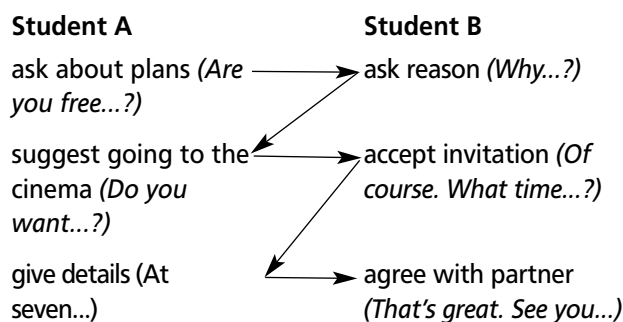 Student A
Student B
ask about plans (Are
you free...?)
ask reason (Why...?)
suggest going to the
cinema (Do you
want...?)
accept invitation (Of
course. What time...?)
give details (At
seven...)
agree with partner
(That's great. See you...)